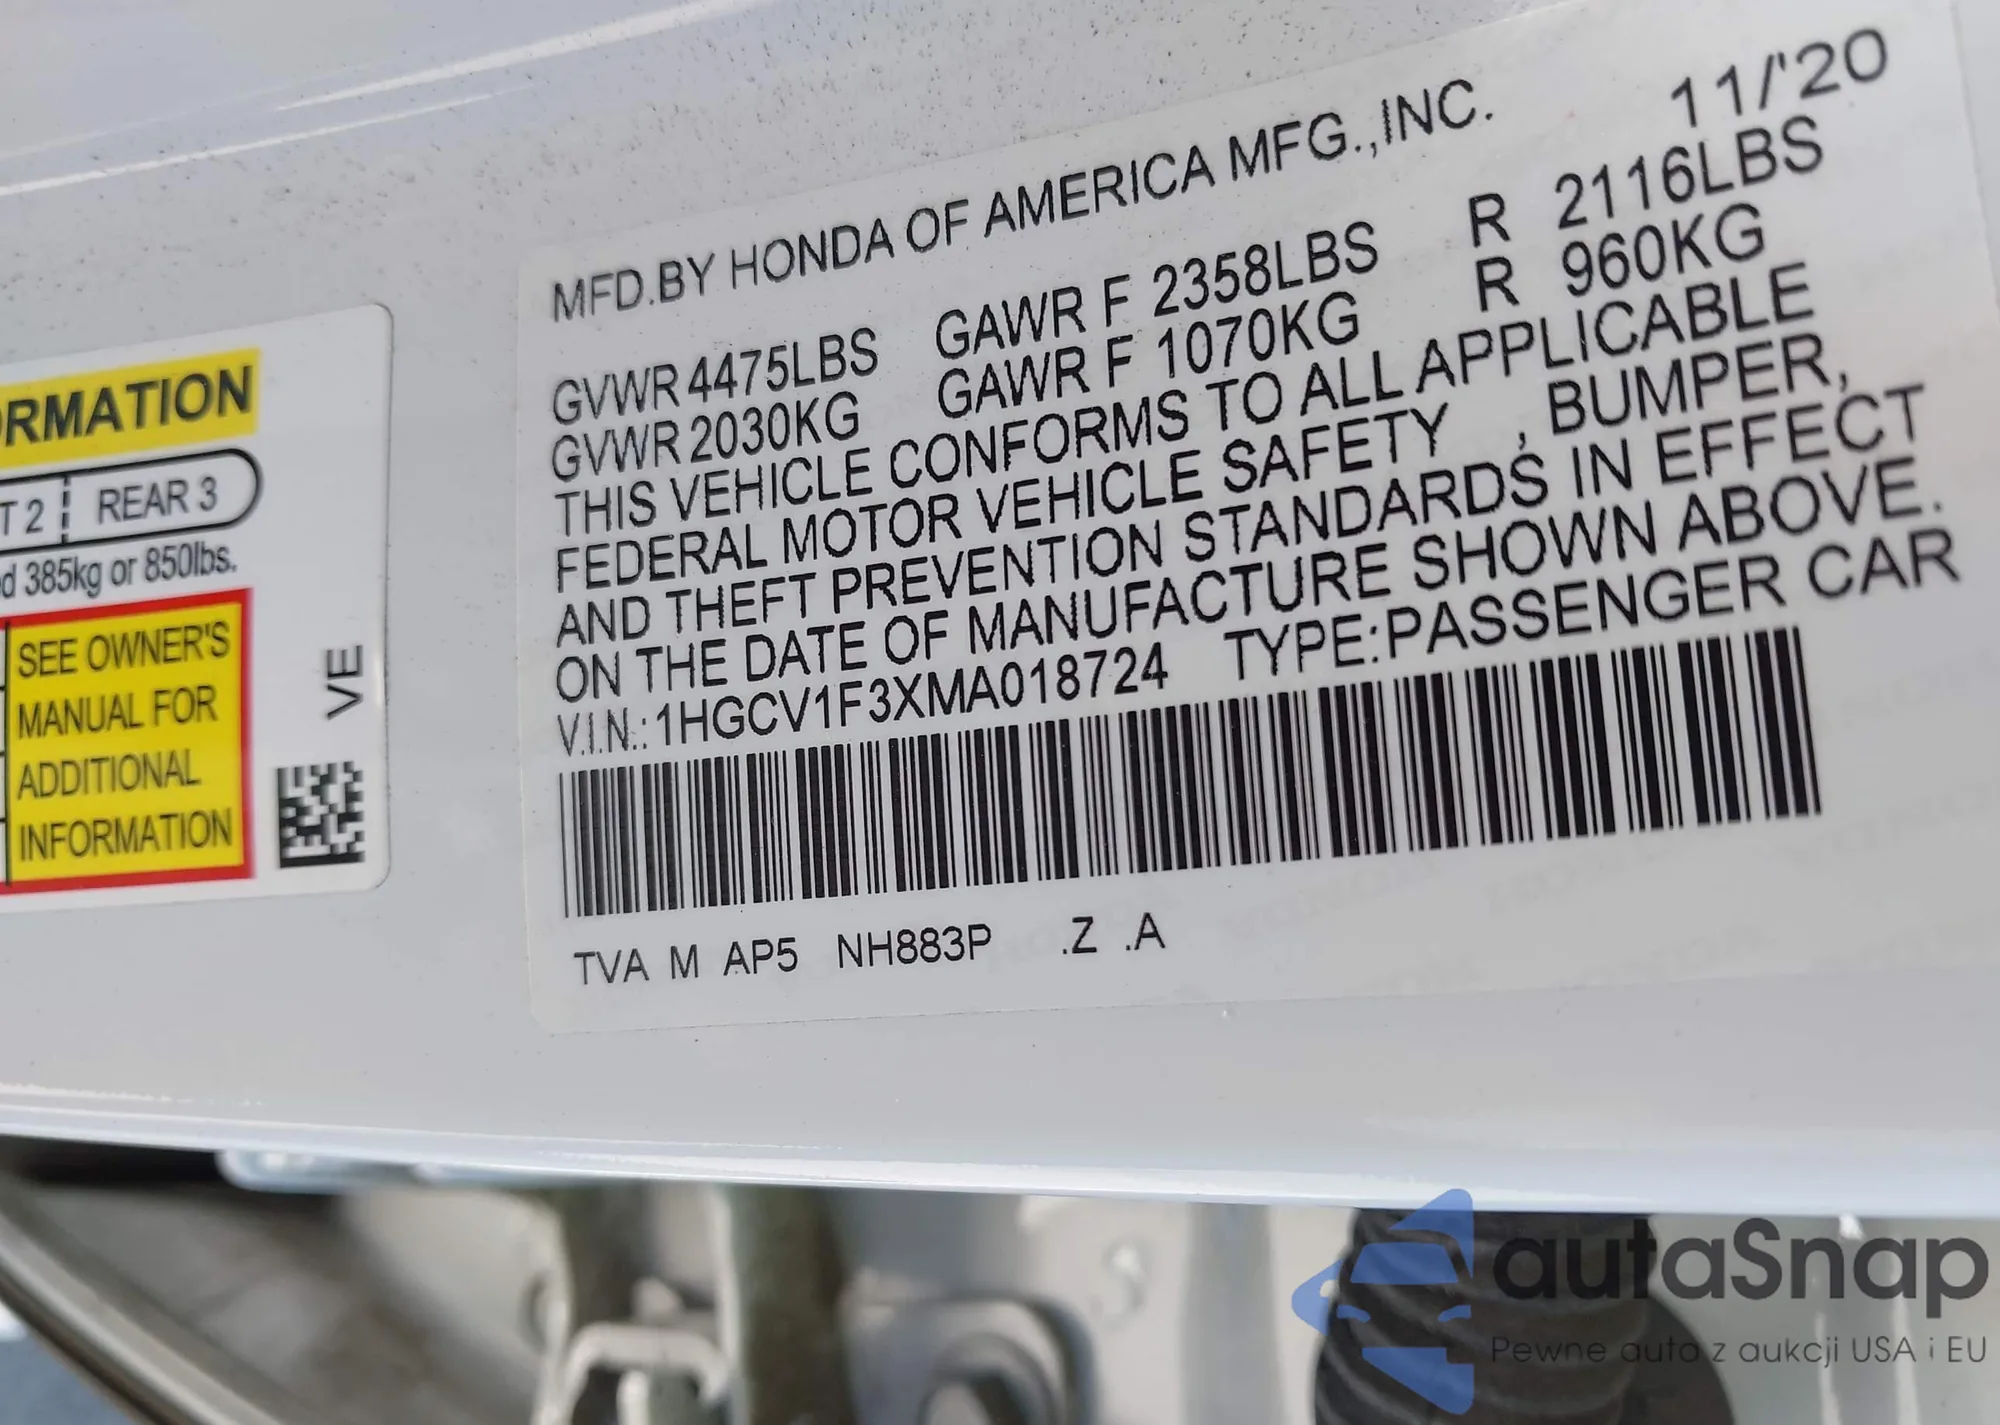 MFD.BY HONDA OF AMERICA MFG.,INC. 11/'20
GVWR 4475LBS GAWR F 2358LBS R 2116LBS
GVWR 2030KG GAWR F 1070KG R 960KG
THIS VEHICLE CONFORMS TO ALL APPLICABLE
FEDERAL MOTOR VEHICLE SAFETY , BUMPER,
AND THEFT PREVENTION STANDARDS IN EFFECT
ON THE DATE OF MANUFACTURE SHOWN ABOVE.
V.I.N.: 1HGCV1F3XMA018724 TYPE:PASSENGER CAR
TVA M AP5 NH883P .Z .A
REAR 3
385kg or 850lbs.
SEE OWNER'S
MANUAL FOR
ADDITIONAL
INFORMATION
VE
autaSnap
Pewne auto z aukcji USA i EU